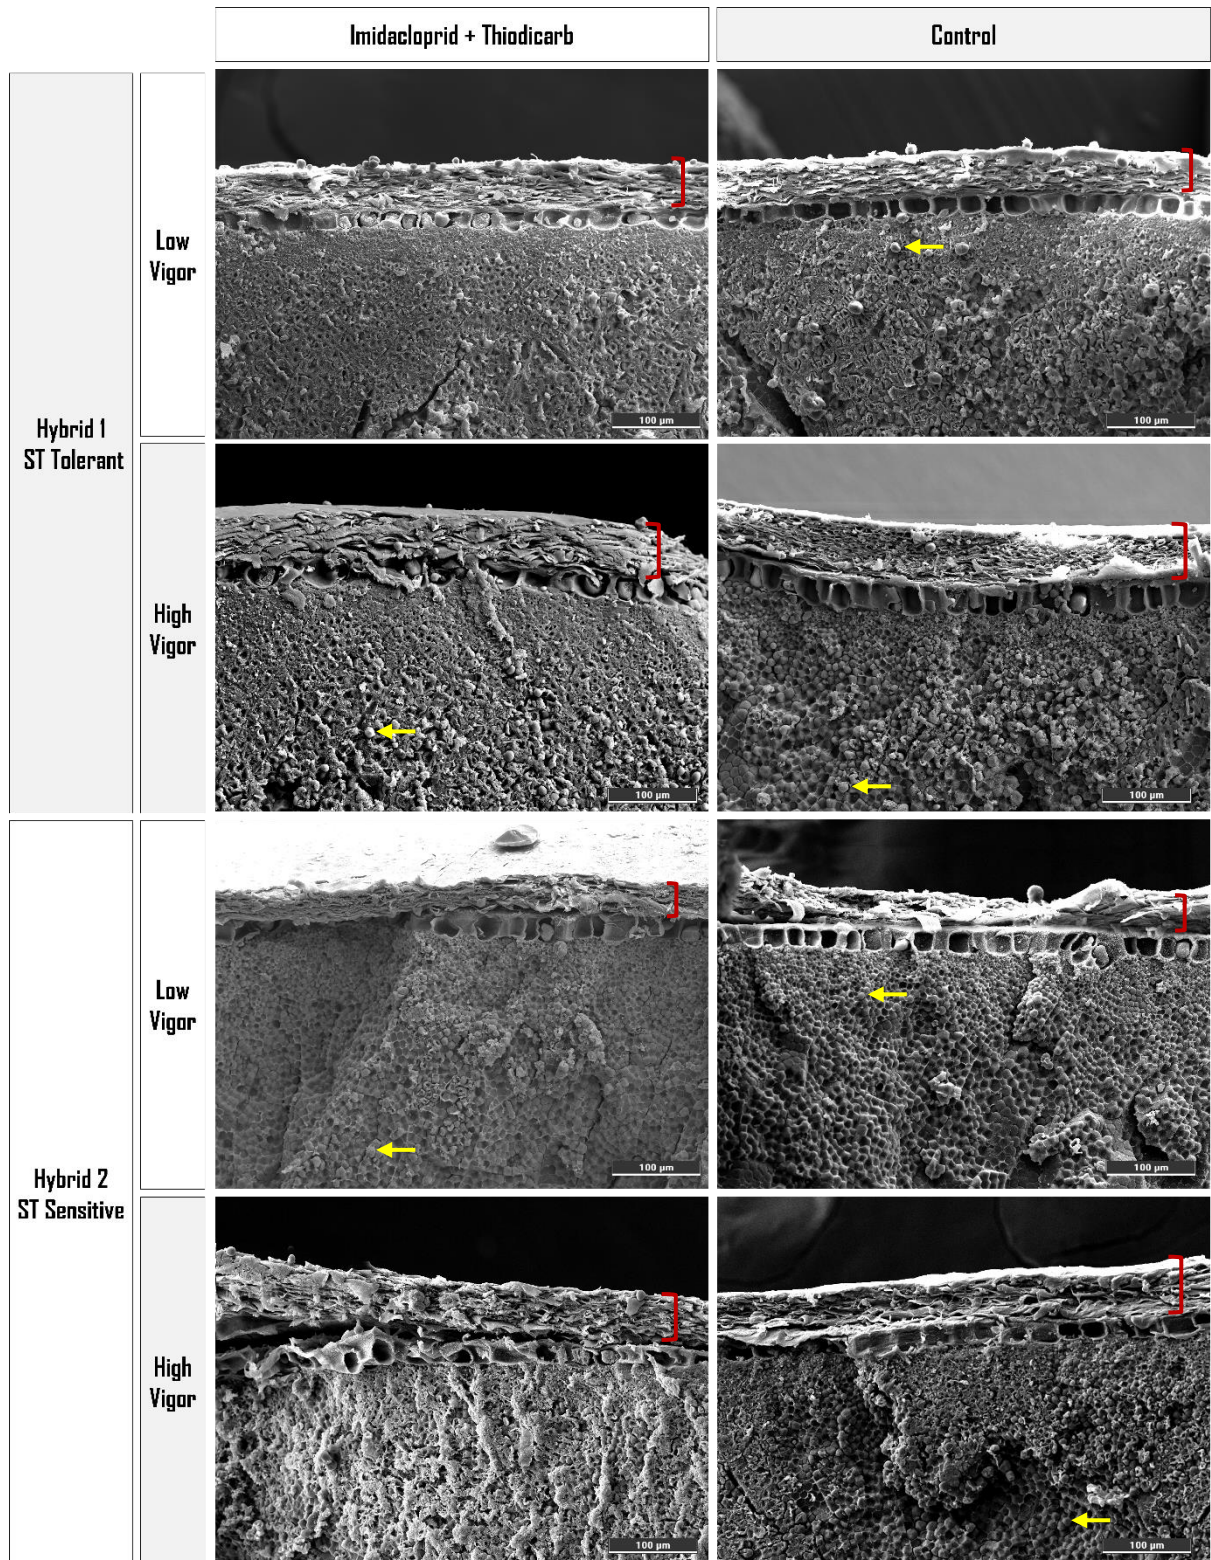 Imidacloprid + Thiodicarb
Control
Hybrid 1
ST Tolerant
Low
Vigor
100 µm
100 µm
High
Vigor
100 µm
100 µm
Hybrid 2
ST Sensitive
Low
Vigor
100 µm
100 µm
High
Vigor
100 µm
100 µm